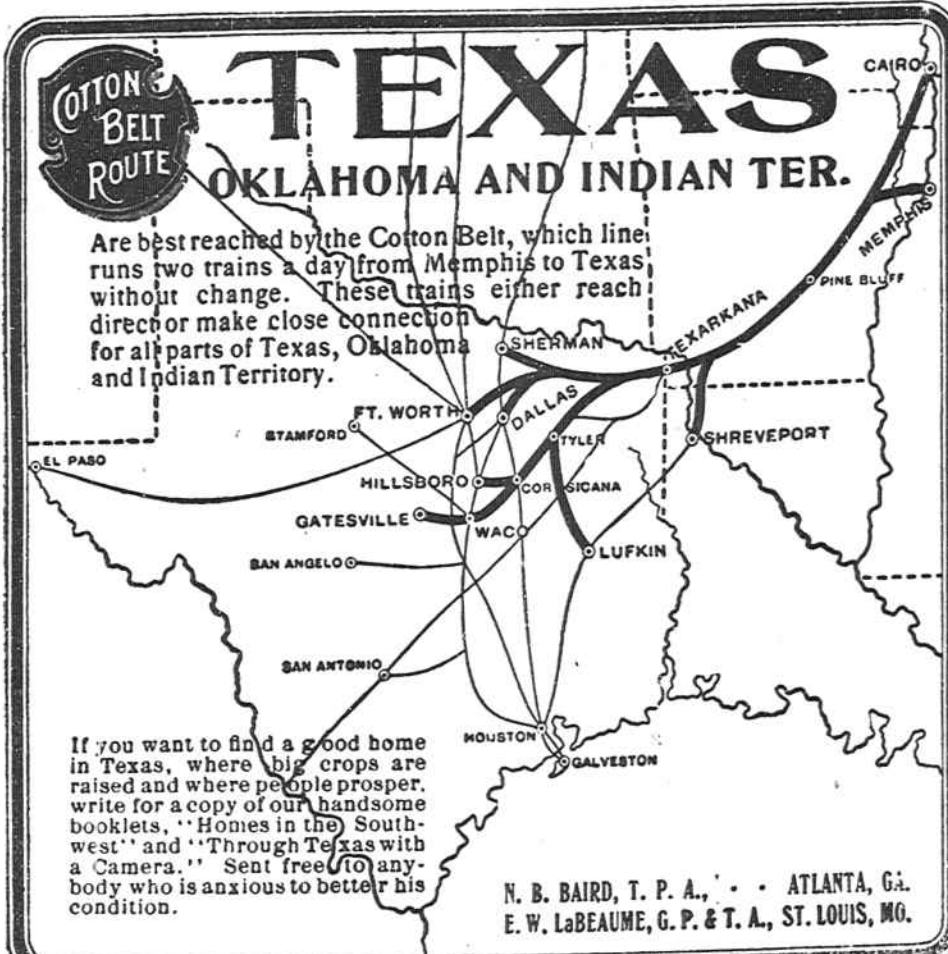 COTTON
BELT
ROUTE
TEXAS
OKLAHOMA AND INDIAN TER.
Are best reached by the Cotton Belt, which line
runs two trains a day from Memphis to Texas
without change. These trains either reach
direct or make close connection
for all parts of Texas, Oklahoma
and Indian Territory.
CAIRO
MEMPHIS
PINE BLUFF
TEXARKANA
SHERMAN
FT. WORTH
DALLAS
STAMFORD
TYLER
SHREVEPORT
EL PASO
HILLSBORO
CORSICANA
GATESVILLE
WACO
LUFKIN
SAN ANGELO
SAN ANTONIO
HOUSTON
GALVESTON
If you want to find a good home
in Texas, where big crops are
raised and where people prosper,
write for a copy of our handsome
booklets, "Homes in the South-
west" and "Through Texas with
a Camera." Sent free to any-
body who is anxious to better his
condition.
N. B. BAIRD, T. P. A., - - ATLANTA, GA.
E. W. LaBEAUME, G. P. & T. A., ST. LOUIS, MO.